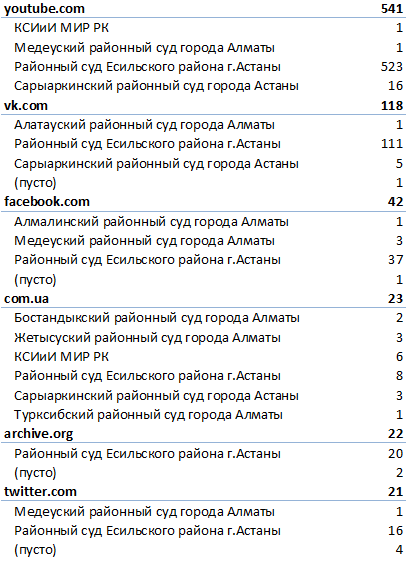 youtube.com 541
КСИиИ МИР РК 1
Медеуский районный суд города Алматы 1
Районный суд Есильского района г.Астаны 523
Сарыаркинский районный суд города Астаны 16
vk.com 118
Алатауский районный суд города Алматы 1
Районный суд Есильского района г.Астаны 111
Сарыаркинский районный суд города Астаны 5
(пусто) 1
facebook.com 42
Алмалинский районный суд города Алматы 1
Медеуский районный суд города Алматы 3
Районный суд Есильского района г.Астаны 37
(пусто) 1
com.ua 23
Бостандыкский районный суд города Алматы 2
Жетысуский районный суд города Алматы 3
КСИиИ МИР РК 6
Районный суд Есильского района г.Астаны 8
Сарыаркинский районный суд города Астаны 3
Турксибский районный суд города Алматы 1
archive.org 22
Районный суд Есильского района г.Астаны 20
(пусто) 2
twitter.com 21
Медеуский районный суд города Алматы 1
Районный суд Есильского района г.Астаны 16
(пусто) 4